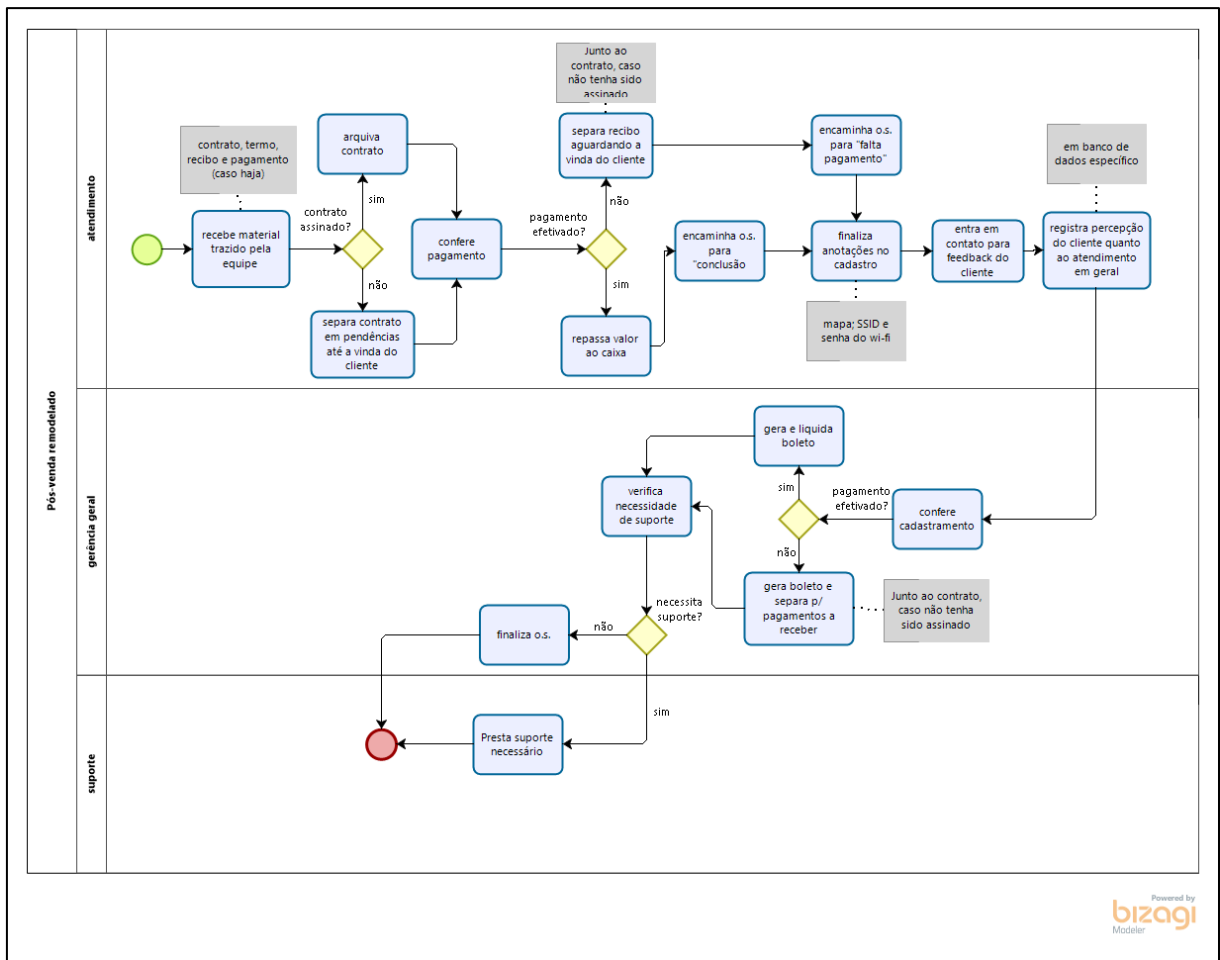 Pós-venda remodelado
atendimento
contrato, termo,
recibo e pagamento
(caso haja)
recebe material
trazido pela
equipe
contrato
assinado?
sim
arquiva
contrato
não
separa contrato
em pendências
até a vinda do
cliente
confere
pagamento
pagamento
efetivado?
Junto ao
contrato, caso
não tenha sido
assinado
não
separa recibo
aguardando a
vinda do cliente
sim
repassa valor
ao caixa
encaminha o.s.
para "falta
pagamento"
encaminha o.s.
para "conclusão
finaliza
anotações no
cadastro
mapa; SSID e
senha do wi-fi
entra em
contato para
feedback do
cliente
em banco de
dados específico
registra percepção
do cliente quanto
ao atendimento
em geral
gerência geral
confere
cadastramento
pagamento
efetivado?
sim
gera e liquida
boleto
não
gera boleto e
separa p/
pagamentos a
receber
Junto ao contrato,
caso não tenha
sido assinado
verifica
necessidade
de suporte
necessita
suporte?
não
finaliza o.s.
sim
suporte
Presta suporte
necessário
Powered by
bizagi
Modeler